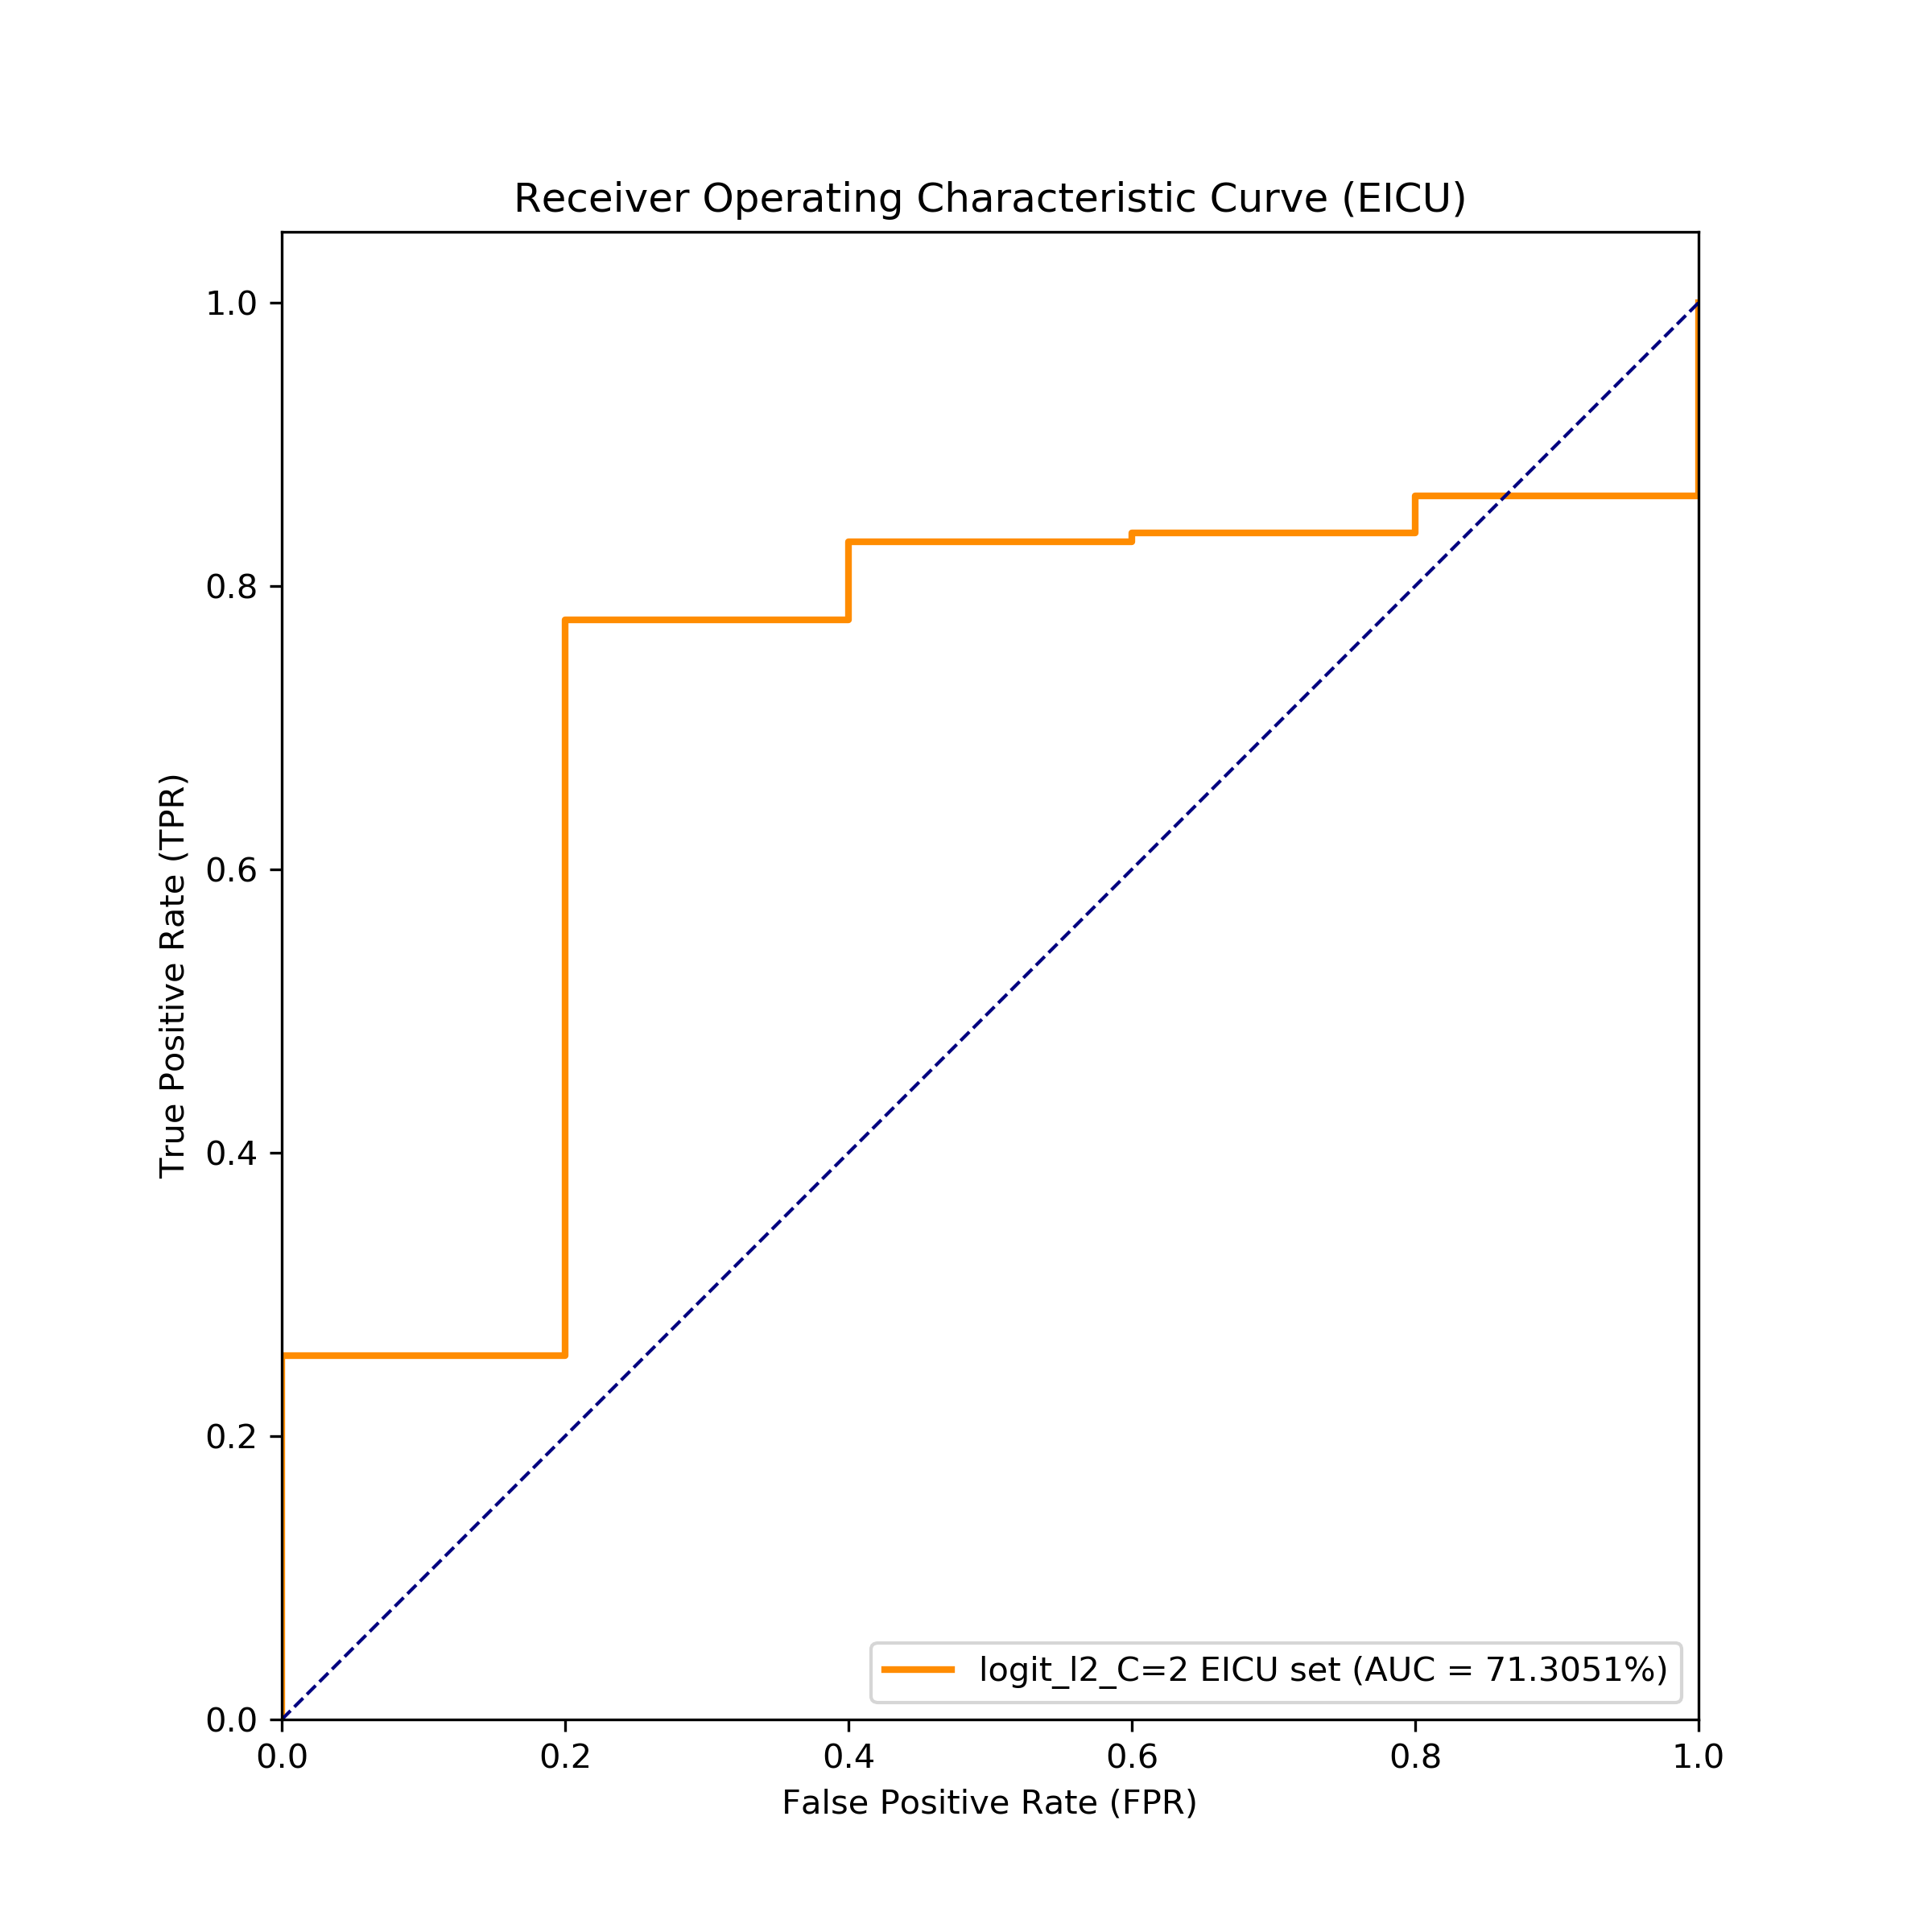 Receiver Operating Characteristic Curve (EICU)
True Positive Rate (TPR)
1.0
0.8
0.6
0.4
0.2
0.0
logit_l2_C=2 EICU set (AUC = 71.3051%)
0.0 0.2 0.4 0.6 0.8 1.0
False Positive Rate (FPR)